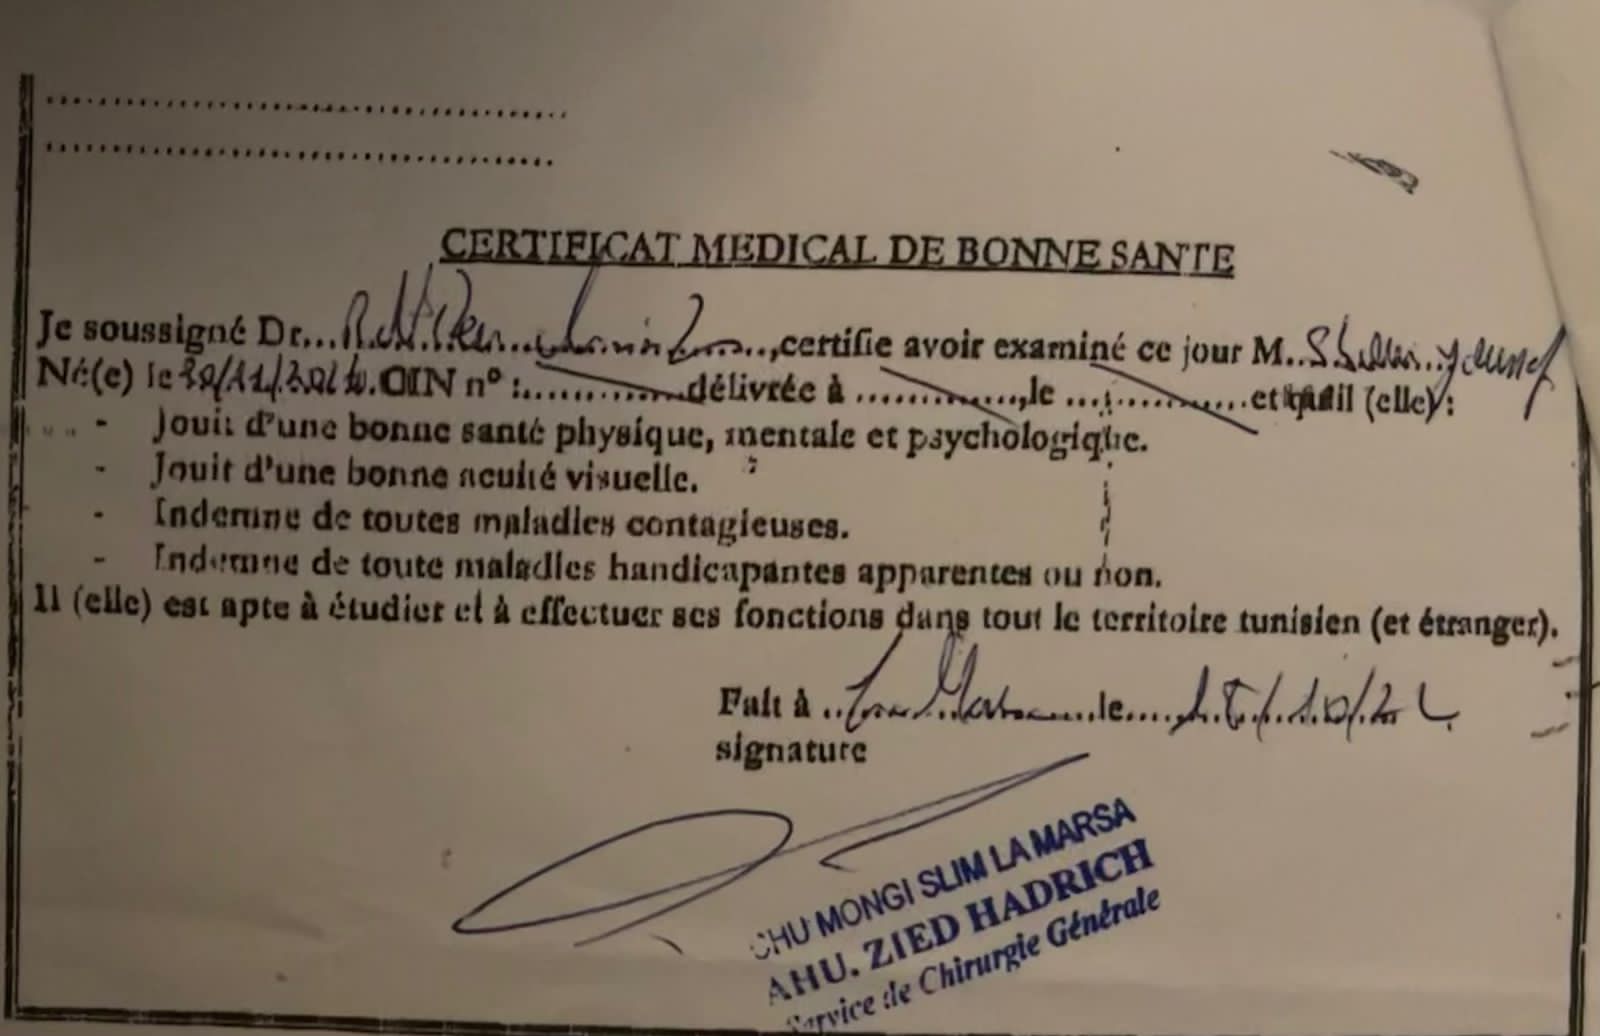 CERTIFICAT MEDICAL DE BONNE SANTE
Je soussigné Dr....., certifie avoir examiné ce jour M..
Né(e) le CIN n° :.............délivrée à .............,le ................et qu'il (elle) :
- Jouit d'une bonne santé physique, mentale et psychologique.
- Jouit d'une bonne acuité visuelle.
- Indemne de toutes maladies contagieuses.
- Indemne de toute maladies handicapantes apparentes ou non.
Il (elle) est apte à étudier et à effectuer ses fonctions dans tout le territoire tunisien (et étranger).
Fait à ... le.....
signature
CHU MONGI SLIM LA MARSA
AHU. ZIED HADRICH
Service de Chirurgie Générale